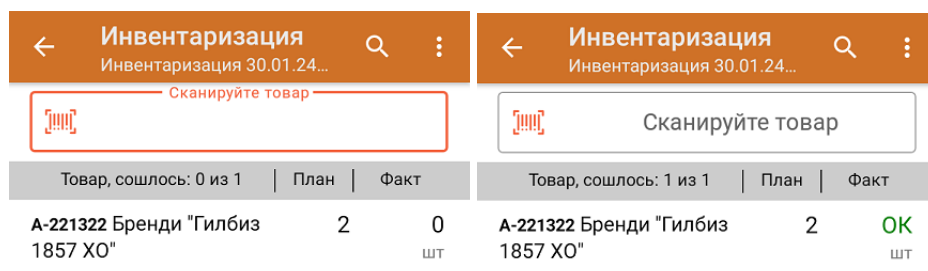 Инвентаризация
Инвентаризация 30.01.24...
Сканируйте товар
Товар, сошлось: 0 из 1 | План | Факт
А-221322 Бренди "Гилбиз 2 0
1857 ХО" шт
Инвентаризация
Инвентаризация 30.01.24...
Сканируйте товар
Товар, сошлось: 1 из 1 | План | Факт
А-221322 Бренди "Гилбиз 2 ОК
1857 ХО" шт